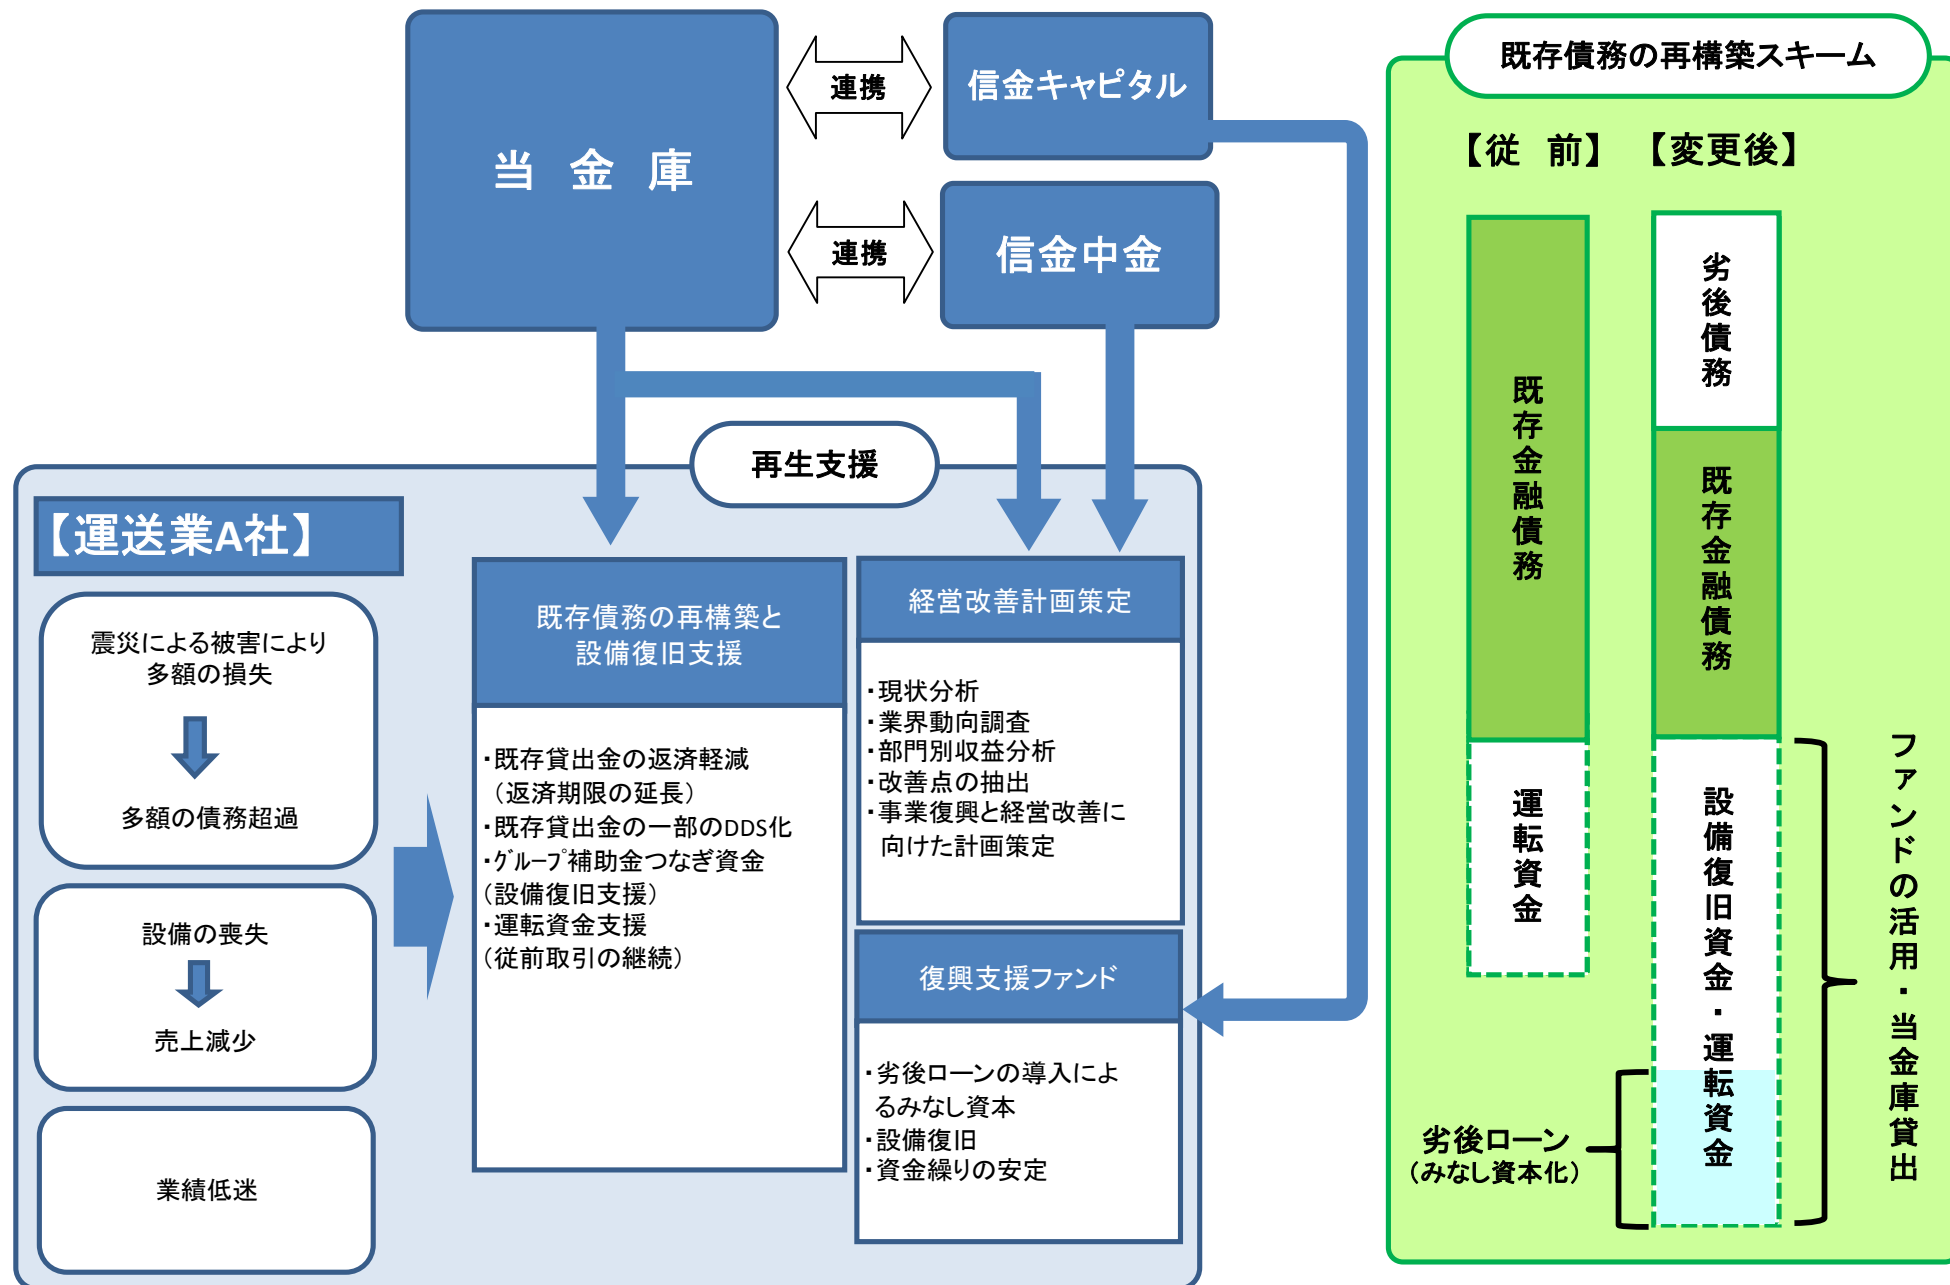 当 金 庫
連携
信金キャピタル
連携
信金中金
再生支援
【運送業A社】
震災による被害により
多額の損失
多額の債務超過
設備の喪失
売上減少
業績低迷
既存債務の再構築と
設備復旧支援
・既存貸出金の返済軽減
（返済期限の延長）
・既存貸出金の一部のDDS化
・ｸﾞﾙｰﾌﾟ補助金つなぎ資金
(設備復旧支援）
・運転資金支援
(従前取引の継続）
経営改善計画策定
・現状分析
・業界動向調査
・部門別収益分析
・改善点の抽出
・事業復興と経営改善に
向けた計画策定
復興支援ファンド
・劣後ローンの導入によ
るみなし資本
・設備復旧
・資金繰りの安定
既存債務の再構築スキーム
【従 前】
【変更後】
既存金融債務
運転資金
劣後債務
既存金融債務
設備復旧資金・運転資金
劣後ローン
（みなし資本化）
ファンドの活用・当金庫貸出